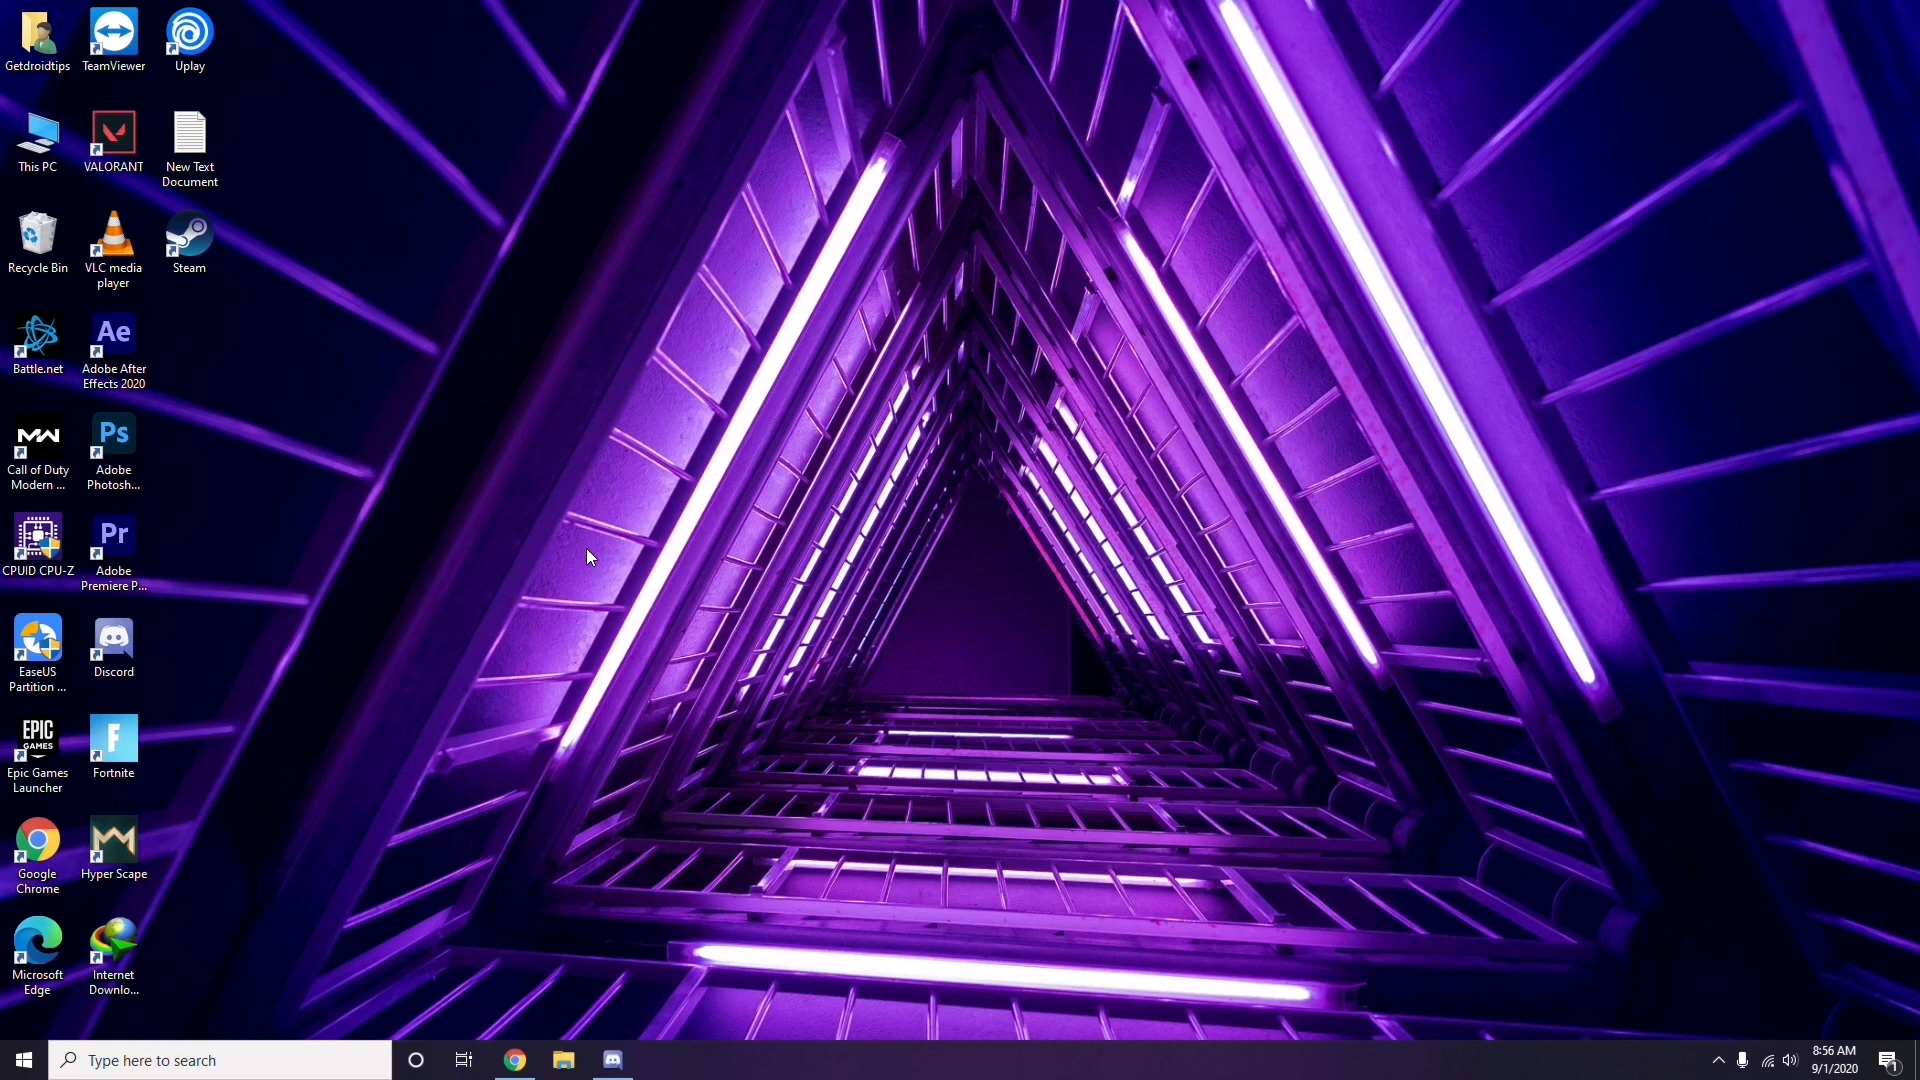 Getdroidtips
TeamViewer
Uplay
This PC
VALORANT
New Text
Document
Recycle Bin
VLC media
player
Steam
Battle.net
Ae
Adobe After
Effects 2020
MW
Call of Duty
Modern ...
Ps
Adobe
Photosh...
CPUID CPU-Z
Pr
Adobe
Premiere P...
EaseUS
Partition ...
Discord
EPIC
GAMES
Epic Games
Launcher
F
Fortnite
Google
Chrome
Hyper Scape
Microsoft
Edge
Internet
Downlo...
Type here to search
8:56 AM
9/1/2020
1